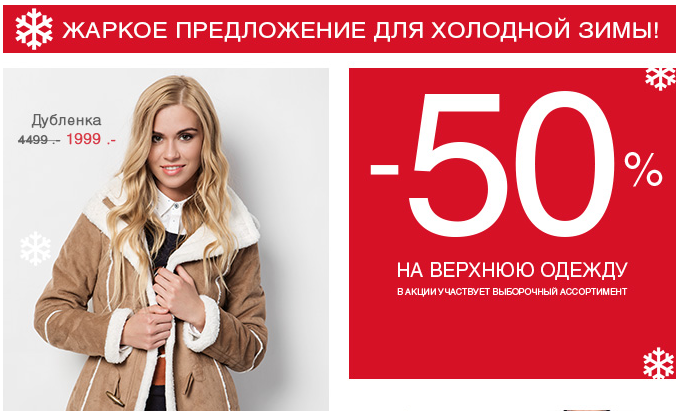 ЖАРКОЕ ПРЕДЛОЖЕНИЕ ДЛЯ ХОЛОДНОЙ ЗИМЫ!
Дубленка
4499 .- 1999 .-
-50%
НА ВЕРХНЮЮ ОДЕЖДУ
В АКЦИИ УЧАСТВУЕТ ВЫБОРОЧНЫЙ АССОРТИМЕНТ